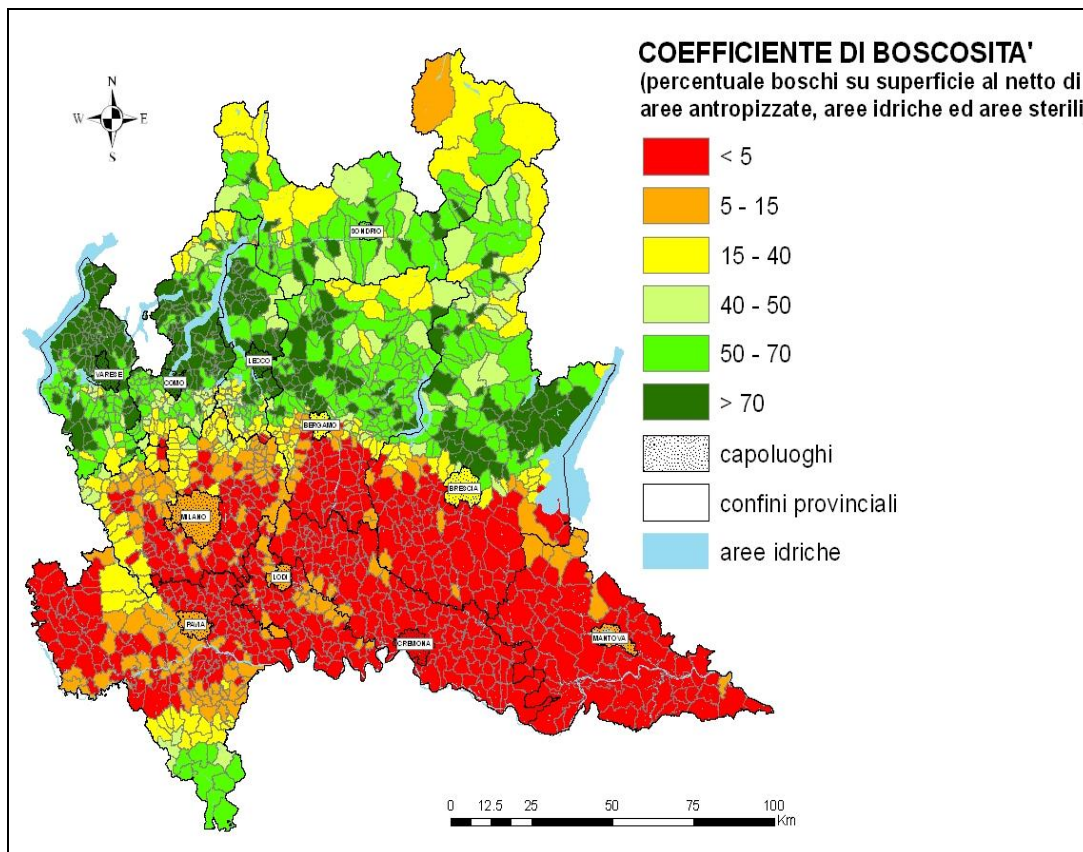 COEFFICIENTE DI BOSCOSITA'
(percentuale boschi su superficie al netto di
aree antropizzate, aree idriche ed aree sterili
< 5
5 - 15
15 - 40
40 - 50
50 - 70
> 70
capoluoghi
confini provinciali
aree idriche
N
W E
S
SONDRIO
VARESE
COMO
LECCO
BERGAMO
BRESCIA
MILANO
LODI
PAVIA
CREMONA
MANTOVA
0 12.5 25 50 75 100
Km